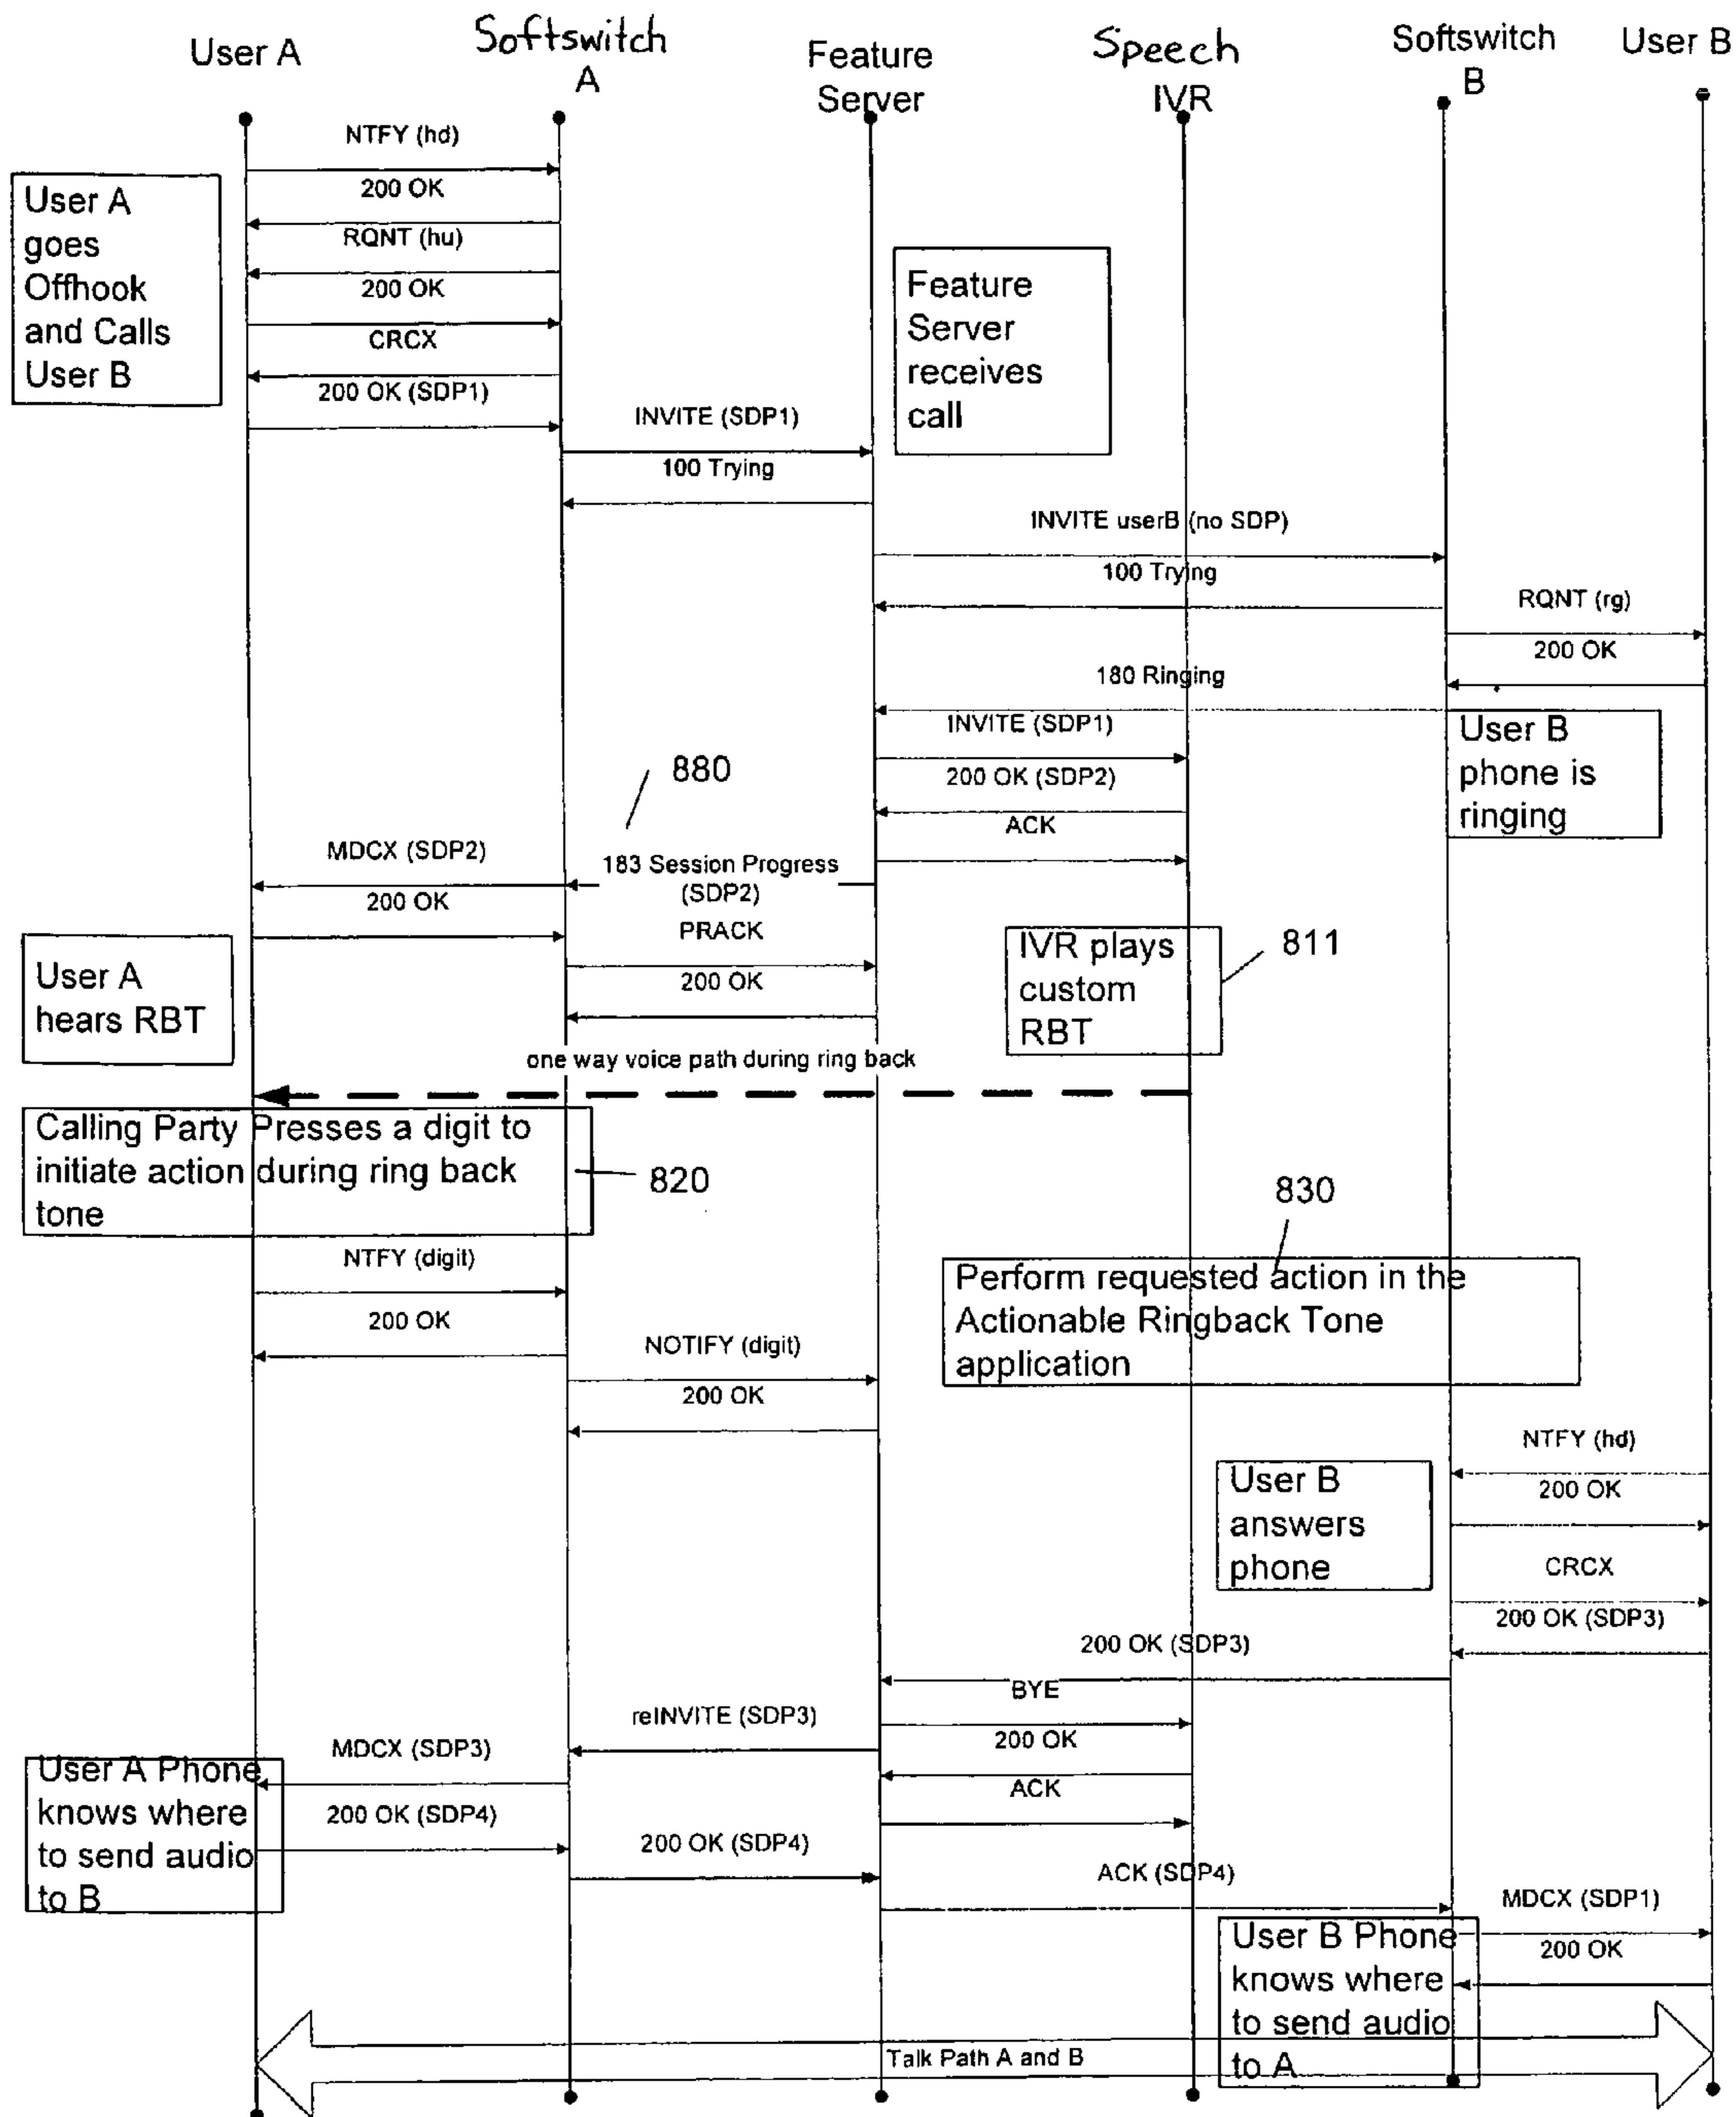 User A
Softswitch
A
Feature
Server
Speech
IVR
Softswitch
B
User B
NTFY (hd)
200 OK
User A
goes
Offhook
and Calls
User B
RQNT (hu)
200 OK
CRCX
200 OK (SDP1)
Feature
Server
receives
call
INVITE (SDP1)
100 Trying
INVITE userB (no SDP)
100 Trying
RQNT (rg)
200 OK
180 Ringing
User B
phone is
ringing
INVITE (SDP1)
200 OK (SDP2)
ACK
880
MDCX (SDP2)
183 Session Progress
(SDP2)
200 OK
PRACK
200 OK
User A
hears RBT
IVR plays
custom
RBT
811
one way voice path during ring back
Calling Party Presses a digit to
initiate action during ring back
tone
820
830
NTFY (digit)
200 OK
Perform requested action in the
Actionable Ringback Tone
application
NOTIFY (digit)
200 OK
NTFY (hd)
200 OK
User B
answers
phone
CRCX
200 OK (SDP3)
200 OK (SDP3)
BYE
reINVITE (SDP3)
200 OK
MDCX (SDP3)
ACK
User A Phone
knows where
to send audio
to B
200 OK (SDP4)
200 OK (SDP4)
ACK (SDP4)
MDCX (SDP1)
200 OK
User B Phone
knows where
to send audio
to A
Talk Path A and B